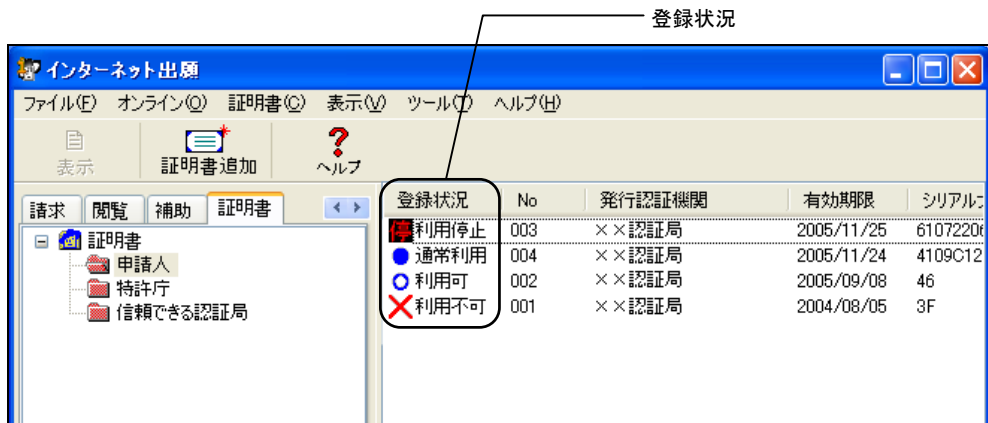 登録状況
インターネット出願
ファイル(F) オンライン(O) 証明書(C) 表示(V) ツール(T) ヘルプ(H)
表示 証明書追加 ヘルプ
請求 閲覧 補助 証明書
証明書
申請人
特許庁
信頼できる認証局
登録状況 No 発行認証機関 有効期限 シリアル
停 利用停止 003 ××認証局 2005/11/25 6107220
通常利用 004 ××認証局 2005/11/24 4109C12
利用可 002 ××認証局 2005/09/08 46
利用不可 001 ××認証局 2004/08/05 3F